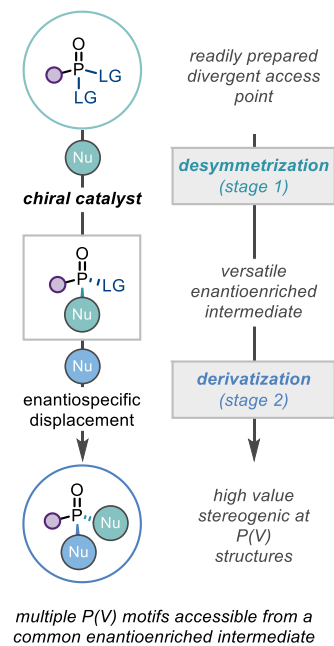 O
P
LG
LG
readily prepared
divergent access
point
Nu
chiral catalyst
desymmetrization
(stage 1)
O
P
LG
Nu
versatile
enantioenriched
intermediate
Nu
enantiospecific
displacement
derivatization
(stage 2)
O
P
Nu
Nu
high value
stereogenic at
P(V)
structures
multiple P(V) motifs accessible from a
common enantioenriched intermediate